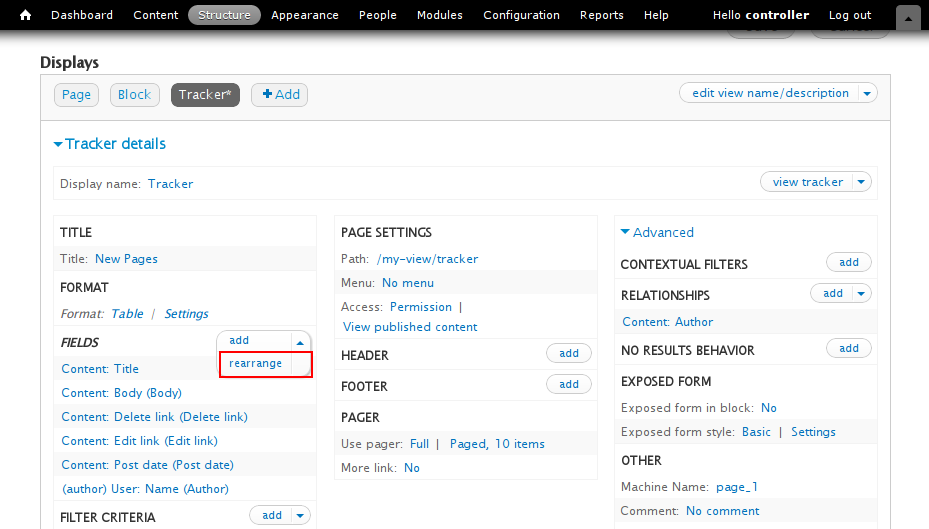 Dashboard Content Structure Appearance People Modules Configuration Reports Help Hello controller Log out
Displays
Page Block Tracker* Add edit view name/description
Tracker details
Display name: Tracker view tracker
TITLE
Title: New Pages
FORMAT
Format: Table | Settings
FIELDS add
rearrange
Content: Title
Content: Body (Body)
Content: Delete link (Delete link)
Content: Edit link (Edit link)
Content: Post date (Post date)
(author) User: Name (Author)
FILTER CRITERIA add
PAGE SETTINGS
Path: /my-view/tracker
Menu: No menu
Access: Permission |
View published content
HEADER add
FOOTER add
PAGER
Use pager: Full | Paged, 10 items
More link: No
Advanced
CONTEXTUAL FILTERS add
RELATIONSHIPS add
Content: Author
NO RESULTS BEHAVIOR add
EXPOSED FORM
Exposed form in block: No
Exposed form style: Basic | Settings
OTHER
Machine Name: page_1
Comment: No comment